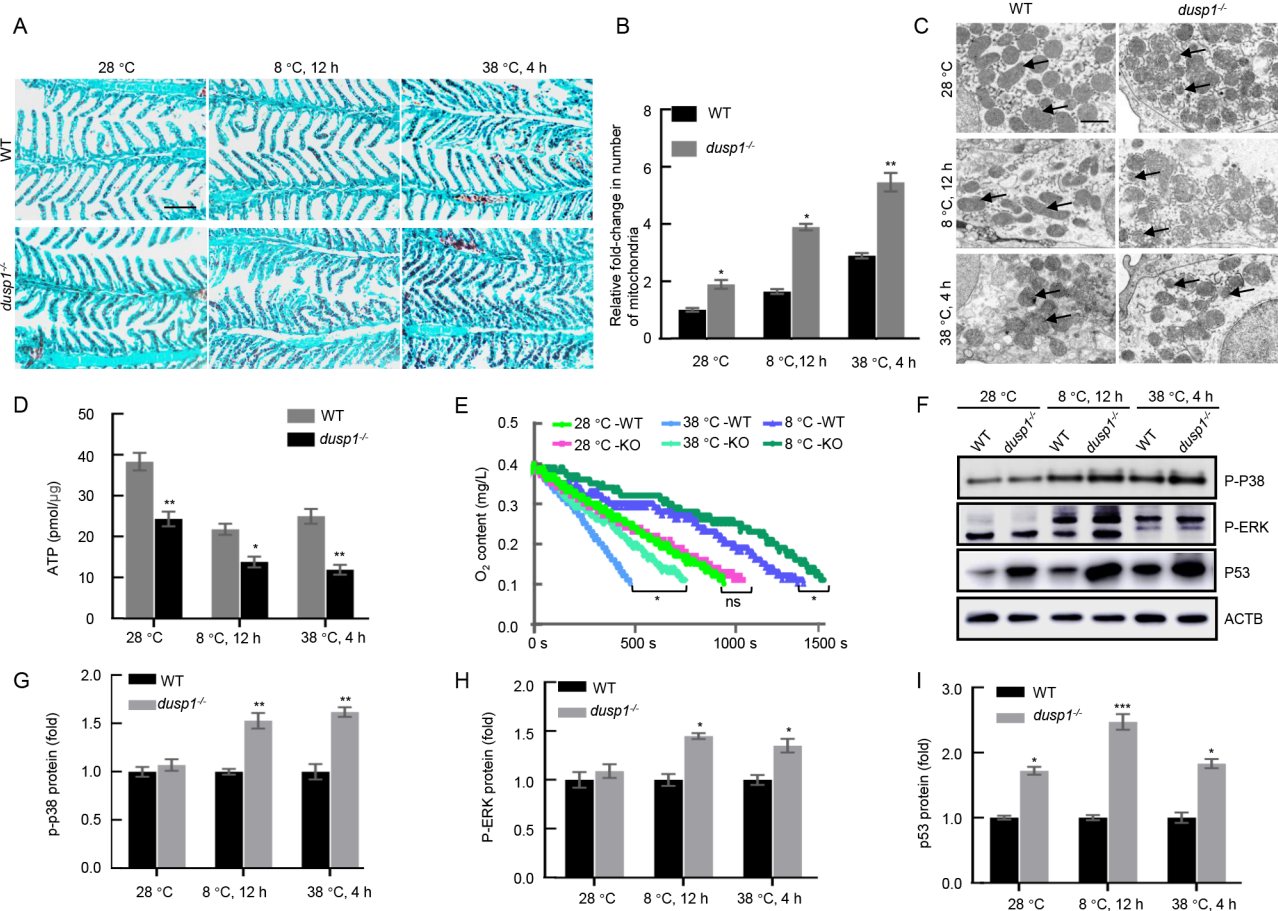 A
28 °C
8 °C, 12 h
38 °C, 4 h
WT
dusp1-/-
B
Relative fold-change in number
of mitochondria
8
6
4
2
0
WT
dusp1-/-
*
*
**
28 °C
8 °C,12 h
38 °C, 4 h
C
WT
dusp1-/-
28 °C
8 °C, 12 h
38 °C, 4 h
D
ATP (pmol/µg)
50
40
30
20
10
0
WT
dusp1-/-
**
*
**
28 °C
8 °C, 12 h
38 °C, 4 h
E
O2 content (mg/L)
0.5
0.4
0.3
0.2
0.1
0.0
28 °C -WT
38 °C -WT
8 °C -WT
28 °C -KO
38 °C -KO
8 °C -KO
*
ns
*
0 s
500 s
1000 s
1500 s
F
28 °C
8 °C, 12 h
38 °C, 4 h
WT
dusp1-/-
WT
dusp1-/-
WT
dusp1-/-
P-P38
P-ERK
P53
ACTB
G
p-p38 protein (fold)
2.0
1.5
1.0
0.5
0.0
WT
dusp1-/-
**
**
28 °C
8 °C, 12 h
38 °C, 4 h
H
P-ERK protein (fold)
2.0
1.5
1.0
0.5
0.0
WT
dusp1-/-
*
*
28 °C
8 °C, 12 h
38 °C, 4 h
I
p53 protein (fold)
3.0
2.0
1.0
0.0
WT
dusp1-/-
*
***
*
28 °C
8 °C, 12 h
38 °C, 4 h